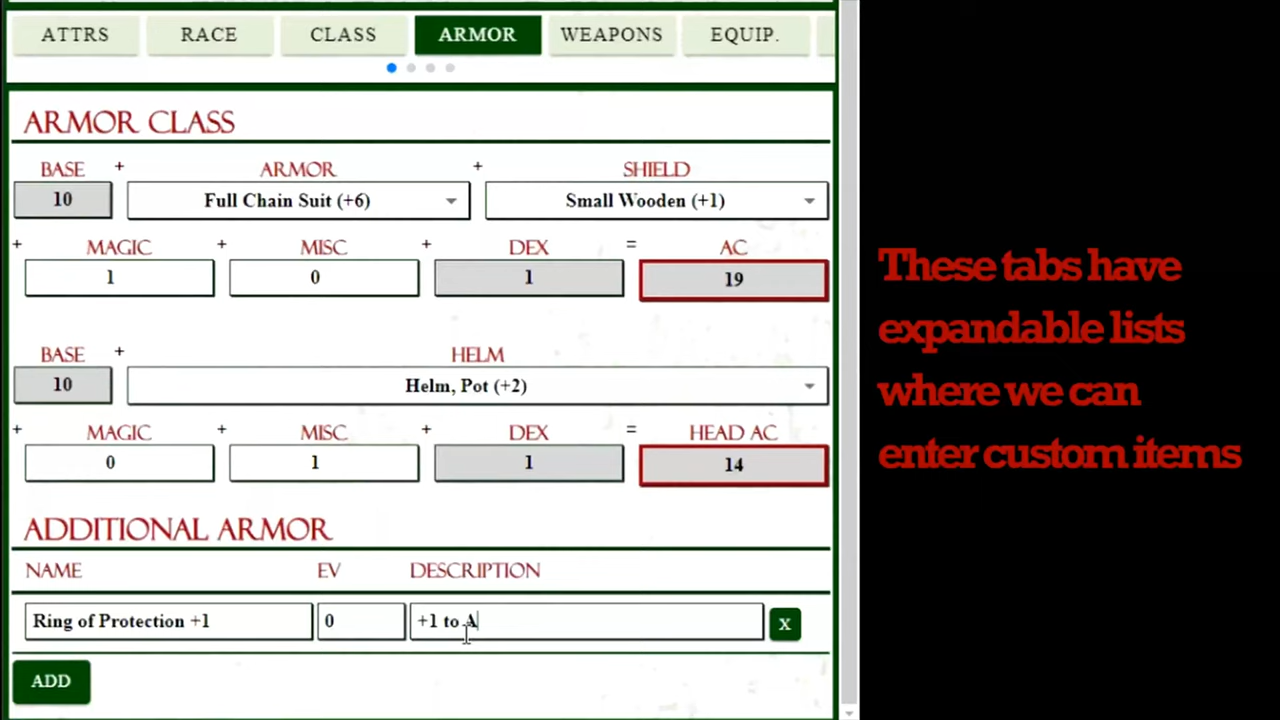 ATTRS RACE CLASS ARMOR WEAPONS EQUIP.
ARMOR CLASS
BASE + ARMOR + SHIELD
10 Full Chain Suit (+6) Small Wooden (+1)
+ MAGIC + MISC + DEX = AC
1 0 1 19
BASE + HELM
10 Helm, Pot (+2)
+ MAGIC + MISC + DEX = HEAD AC
0 1 1 14
ADDITIONAL ARMOR
NAME EV DESCRIPTION
Ring of Protection +1 0 +1 to A X
ADD
These tabs have
expandable lists
where we can
enter custom items